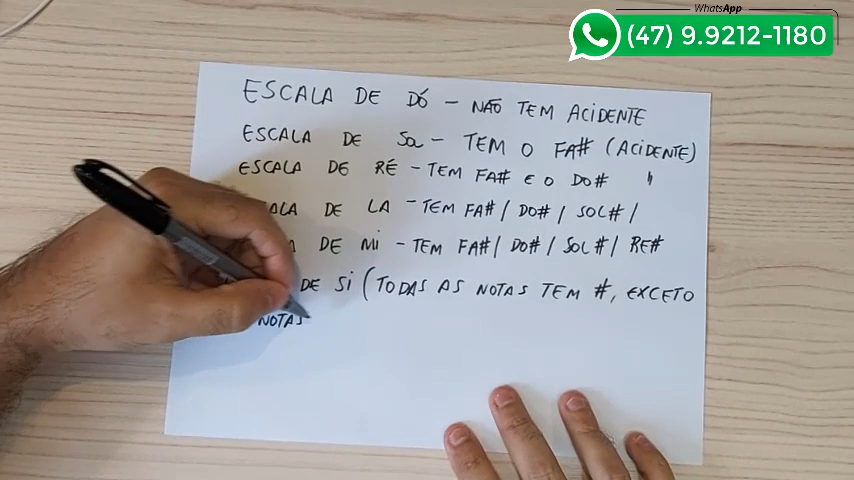 WhatsApp
(47) 9.9212-1180
ESCALA DE DÓ - NÃO TEM ACIDENTE
ESCALA DE SOL - TEM O FA# (ACIDENTE)
ESCALA DE RÉ - TEM FA# E O DO# "
ALA DE LA - TEM FA# / DO# / SOL# /
A DE MI - TEM FA# / DO# / SOL# / RE#
DE SI (TODAS AS NOTAS TEM #, EXCETO
NOTAS